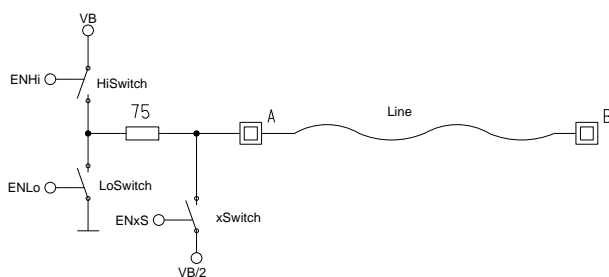 VB
ENHi
HiSwitch
75
A
Line
B
ENLo
LoSwitch
ENxS
xSwitch
VB/2